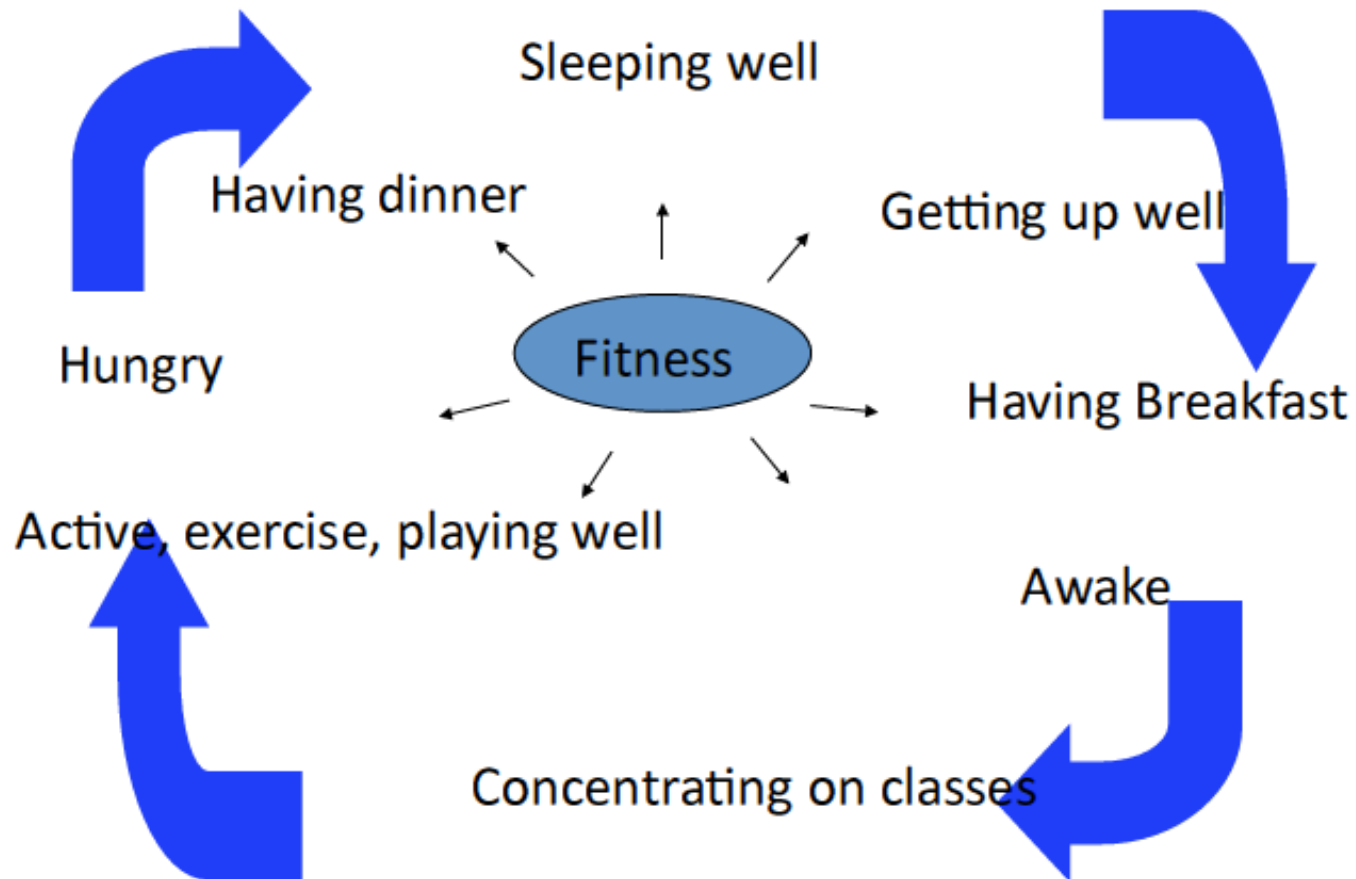 Sleeping well
Having dinner
Getting up well
Fitness
Hungry
Having Breakfast
Active, exercise, playing well
Awake
Concentrating on classes